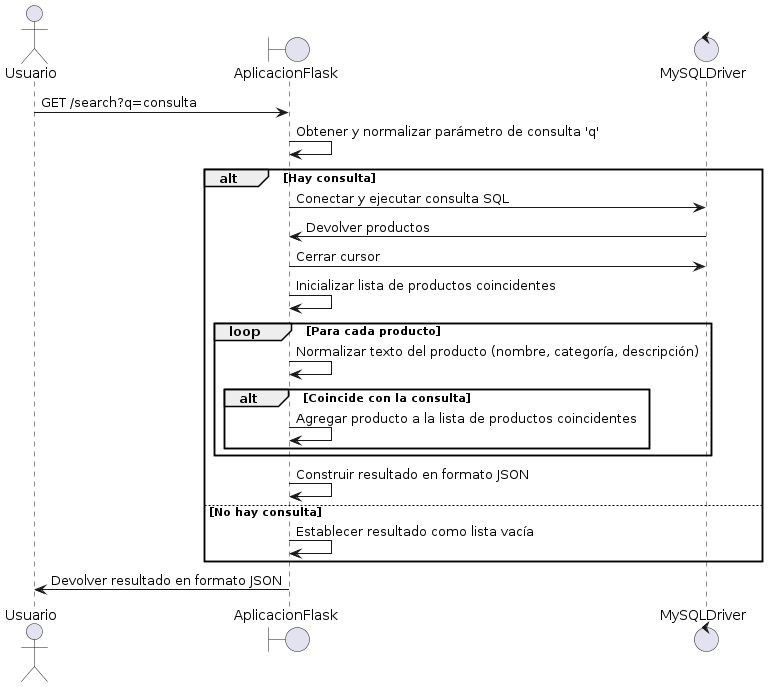 Usuario
AplicacionFlask
MySQLDriver
GET /search?q=consulta
Obtener y normalizar parámetro de consulta 'q'
alt [Hay consulta]
Conectar y ejecutar consulta SQL
Devolver productos
Cerrar cursor
Inicializar lista de productos coincidentes
loop [Para cada producto]
Normalizar texto del producto (nombre, categoría, descripción)
alt [Coincide con la consulta]
Agregar producto a la lista de productos coincidentes
Construir resultado en formato JSON
[No hay consulta]
Establecer resultado como lista vacía
Devolver resultado en formato JSON
Usuario
AplicacionFlask
MySQLDriver